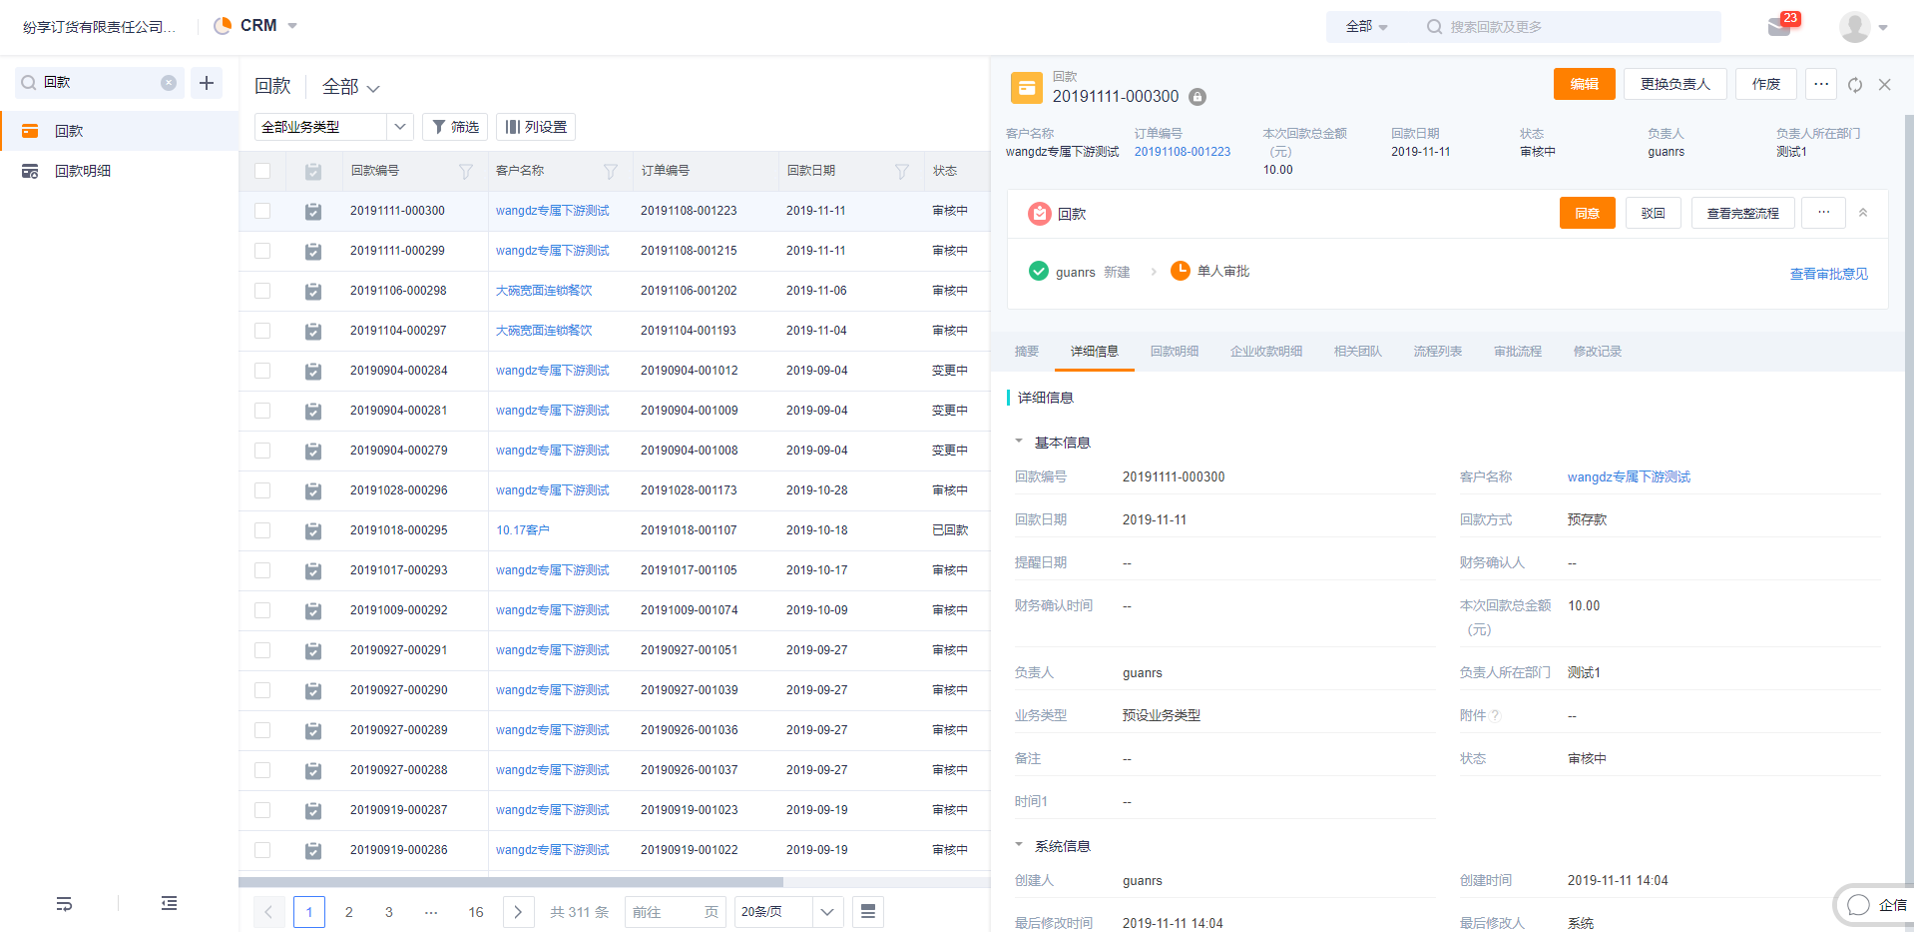 纷享订货有限责任公司...
CRM
全部
搜索回款及更多
23
回款
回款
回款明细
回款
全部
全部业务类型
筛选
列设置
回款编号
客户名称
订单编号
回款日期
状态
20191111-000300 wangdz专属下游测试 20191108-001223 2019-11-11 审核中
20191111-000299 wangdz专属下游测试 20191108-001215 2019-11-11 审核中
20191106-000298 大碗宽面连锁餐饮 20191106-001202 2019-11-06 审核中
20191104-000297 大碗宽面连锁餐饮 20191104-001193 2019-11-04 审核中
20190904-000284 wangdz专属下游测试 20190904-001012 2019-09-04 变更中
20190904-000281 wangdz专属下游测试 20190904-001009 2019-09-04 变更中
20190904-000279 wangdz专属下游测试 20190904-001008 2019-09-04 变更中
20191028-000296 wangdz专属下游测试 20191028-001173 2019-10-28 审核中
20191018-000295 10.17客户 20191018-001107 2019-10-18 已回款
20191017-000293 wangdz专属下游测试 20191017-001105 2019-10-17 审核中
20191009-000292 wangdz专属下游测试 20191009-001074 2019-10-09 审核中
20190927-000291 wangdz专属下游测试 20190927-001051 2019-09-27 审核中
20190927-000290 wangdz专属下游测试 20190927-001039 2019-09-27 审核中
20190927-000289 wangdz专属下游测试 20190926-001036 2019-09-27 审核中
20190927-000288 wangdz专属下游测试 20190926-001037 2019-09-27 审核中
20190919-000287 wangdz专属下游测试 20190919-001023 2019-09-19 审核中
20190919-000286 wangdz专属下游测试 20190919-001022 2019-09-19 审核中
1 2 3 ... 16 共 311 条 前往 页 20条/页
回款
20191111-000300
编辑 更换负责人 作废 ...
客户名称 订单编号 本次回款总金额 回款日期 状态 负责人 负责人所在部门
(元)
wangdz专属下游测试 20191108-001223 10.00 2019-11-11 审核中 guanrs 测试1
回款
同意 驳回 查看完整流程 ...
guanrs 新建 单人审批
查看审批意见
摘要 详细信息 回款明细 企业收款明细 相关团队 流程列表 审批流程 修改记录
详细信息
基本信息
回款编号 20191111-000300 客户名称 wangdz专属下游测试
回款日期 2019-11-11 回款方式 预存款
提醒日期 -- 财务确认人 --
财务确认时间 -- 本次回款总金额 10.00
(元)
负责人 guanrs 负责人所在部门 测试1
业务类型 预设业务类型 附件 ? --
备注 -- 状态 审核中
时间1 --
系统信息
创建人 guanrs 创建时间 2019-11-11 14:04
最后修改时间 2019-11-11 14:04 最后修改人 系统
企信